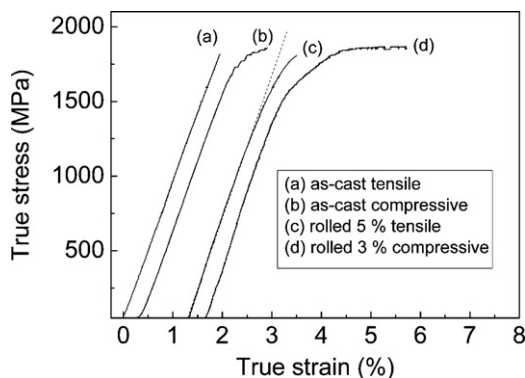 2000
1500
1000
500
True stress (MPa)
(a)
(b)
(c)
(d)
(a) as-cast tensile
(b) as-cast compressive
(c) rolled 5 % tensile
(d) rolled 3 % compressive
0 1 2 3 4 5 6 7 8
True strain (%)